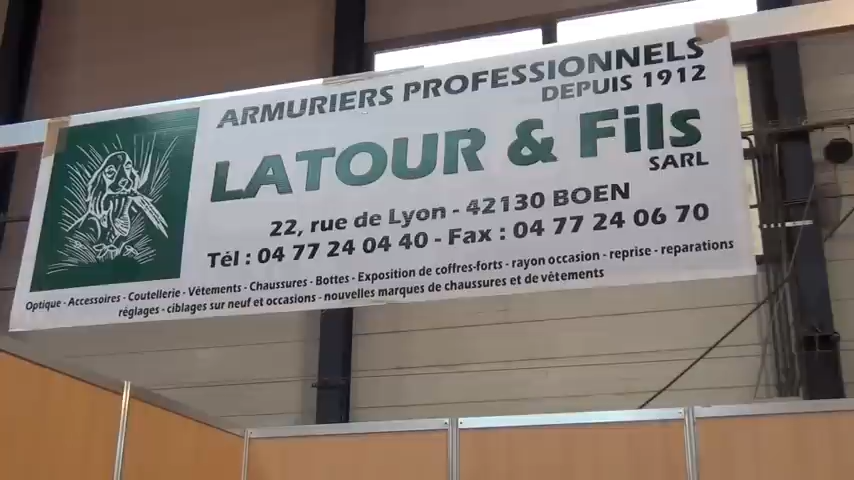 ARMURIERS PROFESSIONNELS
DEPUIS 1912
LATOUR & Fils
SARL
22, rue de Lyon - 42130 BOEN
Tél : 04 77 24 04 40 - Fax : 04 77 24 06 70
Optique - Accessoires - Coutellerie - Vêtements - Chaussures - Bottes - Exposition de coffres-forts - rayon occasion - reprise - reparations
réglages - ciblages sur neuf et occasions - nouvelles marques de chaussures et de vêtements